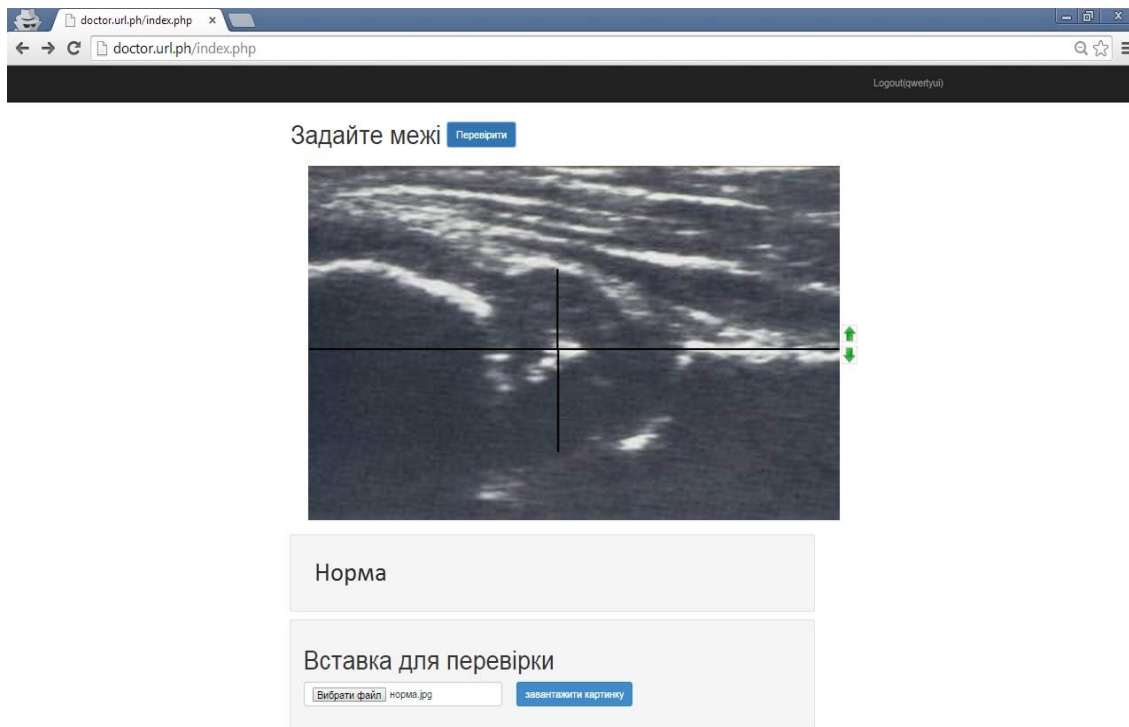 doctor.url.ph/index.php
doctor.url.ph/index.php
Logout(qwertyui)
Задайте межі Перевірити
Норма
Вставка для перевірки
Вибрати файл норма.jpg завантажити картинку